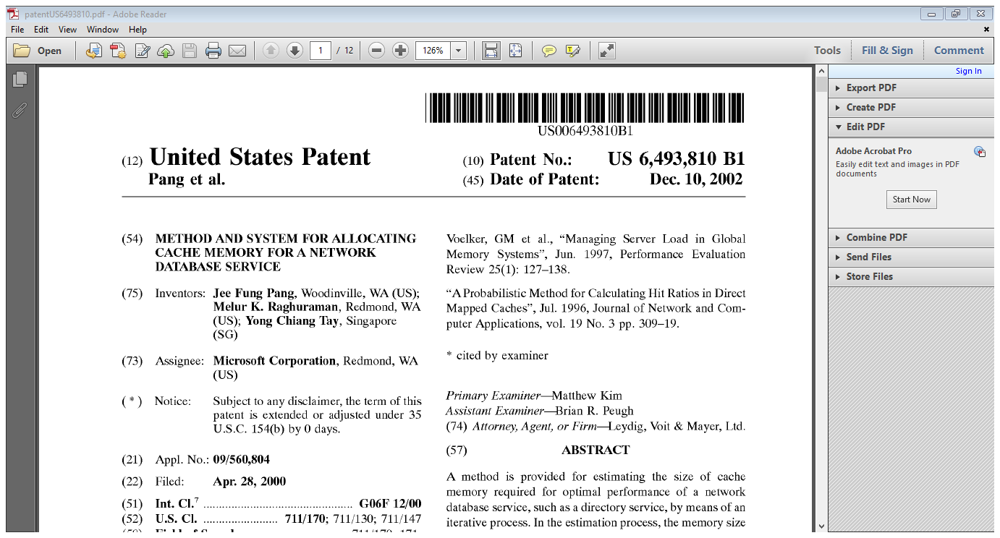 patentUS6493810.pdf - Adobe Reader
File Edit View Window Help
Open 1 / 12 126% Tools Fill & Sign Comment
Sign In
Export PDF
Create PDF
Edit PDF
Adobe Acrobat Pro
Easily edit text and images in PDF
documents
Start Now
Combine PDF
Send Files
Store Files
US006493810B1
(12) United States Patent
Pang et al.
(10) Patent No.: US 6,493,810 B1
(45) Date of Patent: Dec. 10, 2002
(54) METHOD AND SYSTEM FOR ALLOCATING
CACHE MEMORY FOR A NETWORK
DATABASE SERVICE
(75) Inventors: Jee Fung Pang, Woodinville, WA (US);
Melur K. Raghuraman, Redmond, WA
(US); Yong Chiang Tay, Singapore
(SG)
(73) Assignee: Microsoft Corporation, Redmond, WA
(US)
( * ) Notice: Subject to any disclaimer, the term of this
patent is extended or adjusted under 35
U.S.C. 154(b) by 0 days.
(21) Appl. No.: 09/560,804
(22) Filed: Apr. 28, 2000
(51) Int. Cl.7 ................................................ G06F 12/00
(52) U.S. Cl. ........................ 711/170; 711/130; 711/147
Voelker, GM et al., “Managing Server Load in Global
Memory Systems”, Jun. 1997, Performance Evaluation
Review 25(1): 127–138.
“A Probabilistic Method for Calculating Hit Ratios in Direct
Mapped Caches”, Jul. 1996, Journal of Network and Com-
puter Applications, vol. 19 No. 3 pp. 309–19.
* cited by examiner
Primary Examiner—Matthew Kim
Assistant Examiner—Brian R. Peugh
(74) Attorney, Agent, or Firm—Leydig, Voit & Mayer, Ltd.
(57) ABSTRACT
A method is provided for estimating the size of cache
memory required for optimal performance of a network
database service, such as a directory service, by means of an
iterative process. In the estimation process, the memory size